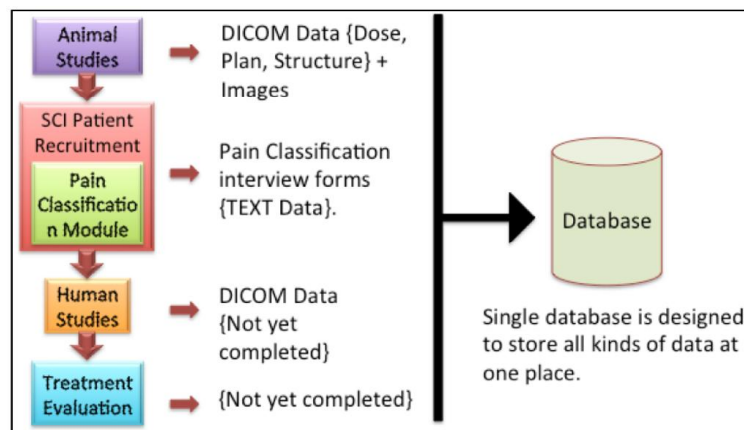 Animal
Studies
DICOM Data {Dose,
Plan, Structure} +
Images
SCI Patient
Recruitment
Pain
Classificatio
n Module
Pain Classification
interview forms
{TEXT Data}.
Human
Studies
DICOM Data
{Not yet
completed}
Treatment
Evaluation
{Not yet completed}
Database
Single database is designed
to store all kinds of data at
one place.